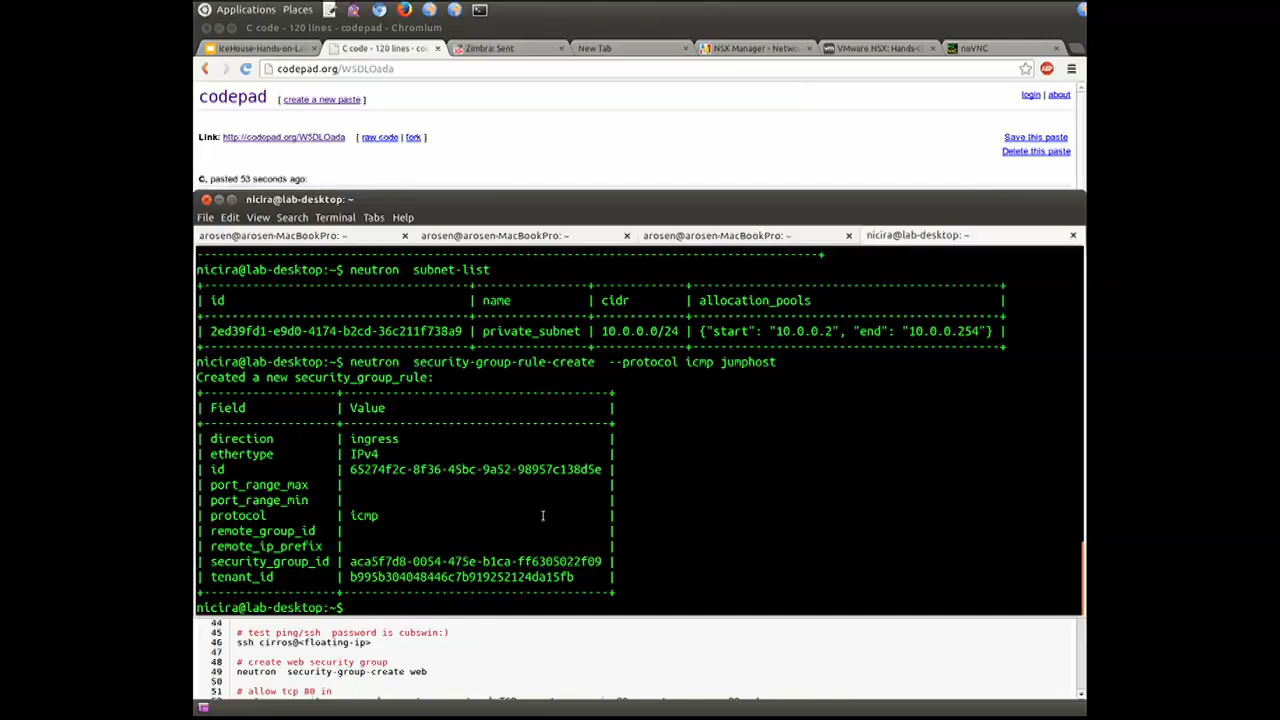 Applications Places
C code - 120 lines - codepad - Chromium
IceHouse-Hands-on-La
C code - 120 lines - co
Zimbra: Sent
New Tab
NSX Manager - Netwo
VMware NSX: Hands-O
noVNC
codepad.org/W5DLOada
codepad [ create a new paste ] login | about
Link: http://codepad.org/W5DLOada [ raw code | fork ] Save this paste
Delete this paste
C, pasted 53 seconds ago:
nicira@lab-desktop: ~
File Edit View Search Terminal Tabs Help
arosen@arosen-MacBookPro: ~ × arosen@arosen-MacBookPro: ~ × arosen@arosen-MacBookPro: ~ × nicira@lab-desktop: ~ ×
nicira@lab-desktop:~$ neutron  subnet-list
| id | name | cidr | allocation_pools |
| 2ed39fd1-e9d0-4174-b2cd-36c211f738a9 | private_subnet | 10.0.0.0/24 | {"start": "10.0.0.2", "end": "10.0.0.254"} |
nicira@lab-desktop:~$ neutron  security-group-rule-create  --protocol icmp jumphost
Created a new security_group_rule:
| Field | Value |
| direction | ingress |
| ethertype | IPv4 |
| id | 65274f2c-8f36-45bc-9a52-98957c138d5e |
| port_range_max | |
| port_range_min | |
| protocol | icmp |
| remote_group_id | |
| remote_ip_prefix | |
| security_group_id | aca5f7d8-0054-475e-b1ca-ff6305022f09 |
| tenant_id | b995b304048446c7b919252124da15fb |
nicira@lab-desktop:~$
44
45 # test ping/ssh  password is cubswin:)
46 ssh cirros@<floating-ip>
47
48 # create web security group
49 neutron  security-group-create web
50
51 # allow tcp 80 in